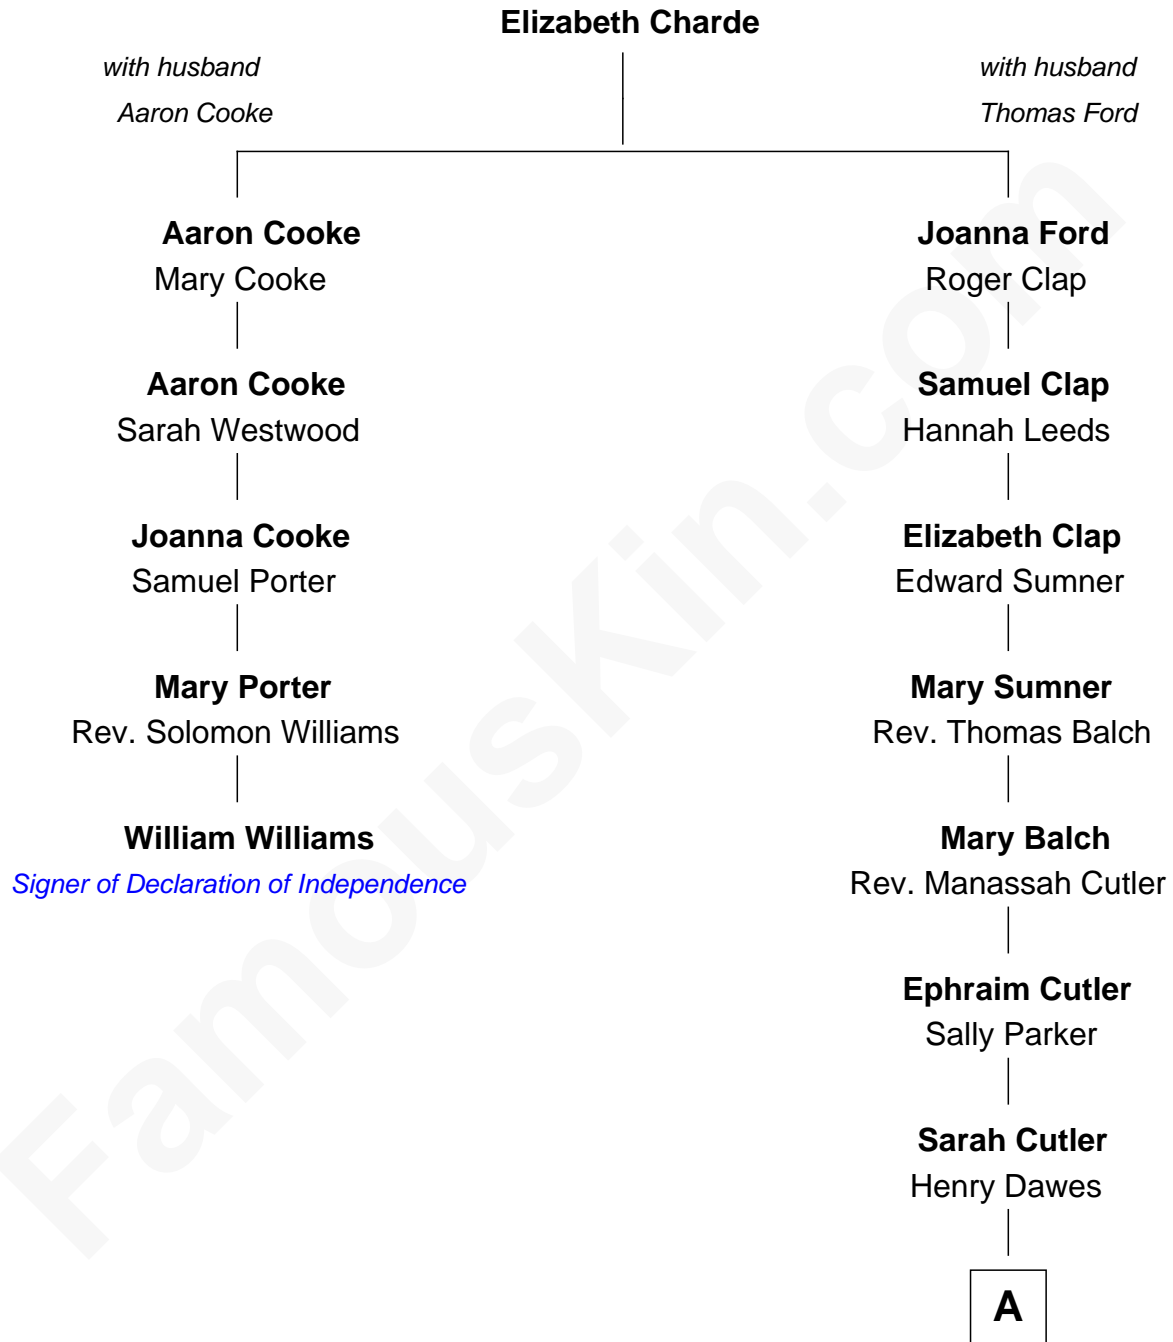 Elizabeth Charde
with husband
Aaron Cooke
with husband
Thomas Ford
Aaron Cooke
Mary Cooke
Joanna Ford
Roger Clap
Aaron Cooke
Sarah Westwood
Samuel Clap
Hannah Leeds
Joanna Cooke
Samuel Porter
Elizabeth Clap
Edward Sumner
Mary Porter
Rev. Solomon Williams
Mary Sumner
Rev. Thomas Balch
William Williams
Signer of Declaration of Independence
Mary Balch
Rev. Manassah Cutler
Ephraim Cutler
Sally Parker
Sarah Cutler
Henry Dawes
A
FamousKin.com